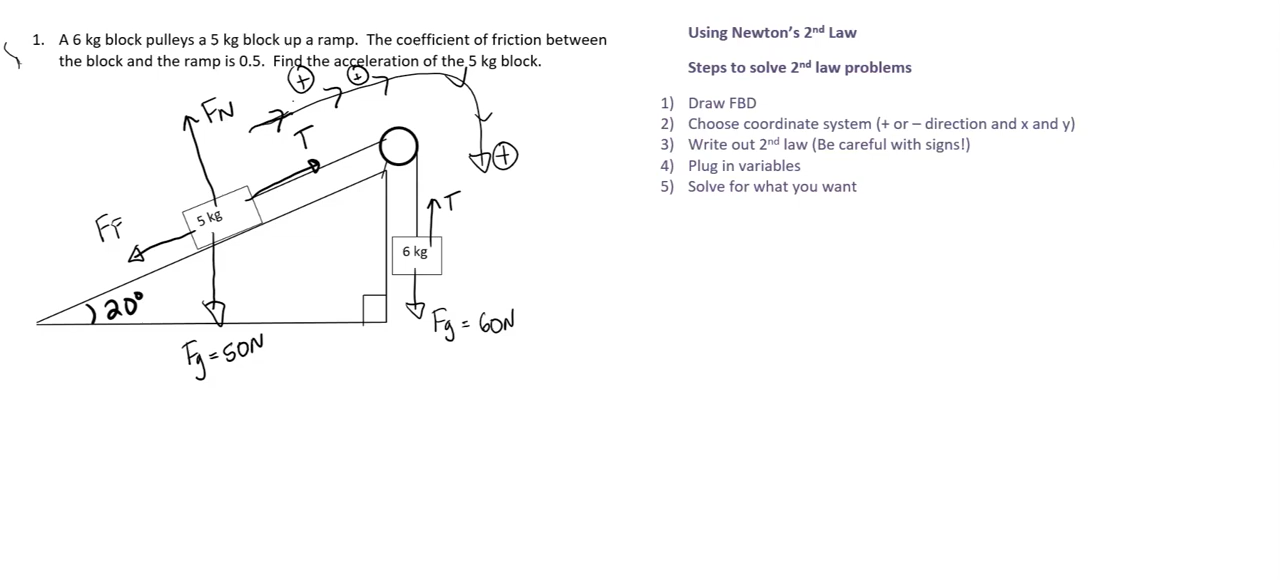 1. A 6 kg block pulleys a 5 kg block up a ramp. The coefficient of friction between
the block and the ramp is 0.5. Find the acceleration of the 5 kg block.
+ +
FN
T
+
5 kg
Ff
T
6 kg
20°
Fg = 60N
Fg = 50N
Using Newton's 2nd Law
Steps to solve 2nd law problems
1) Draw FBD
2) Choose coordinate system (+ or – direction and x and y)
3) Write out 2nd law (Be careful with signs!)
4) Plug in variables
5) Solve for what you want